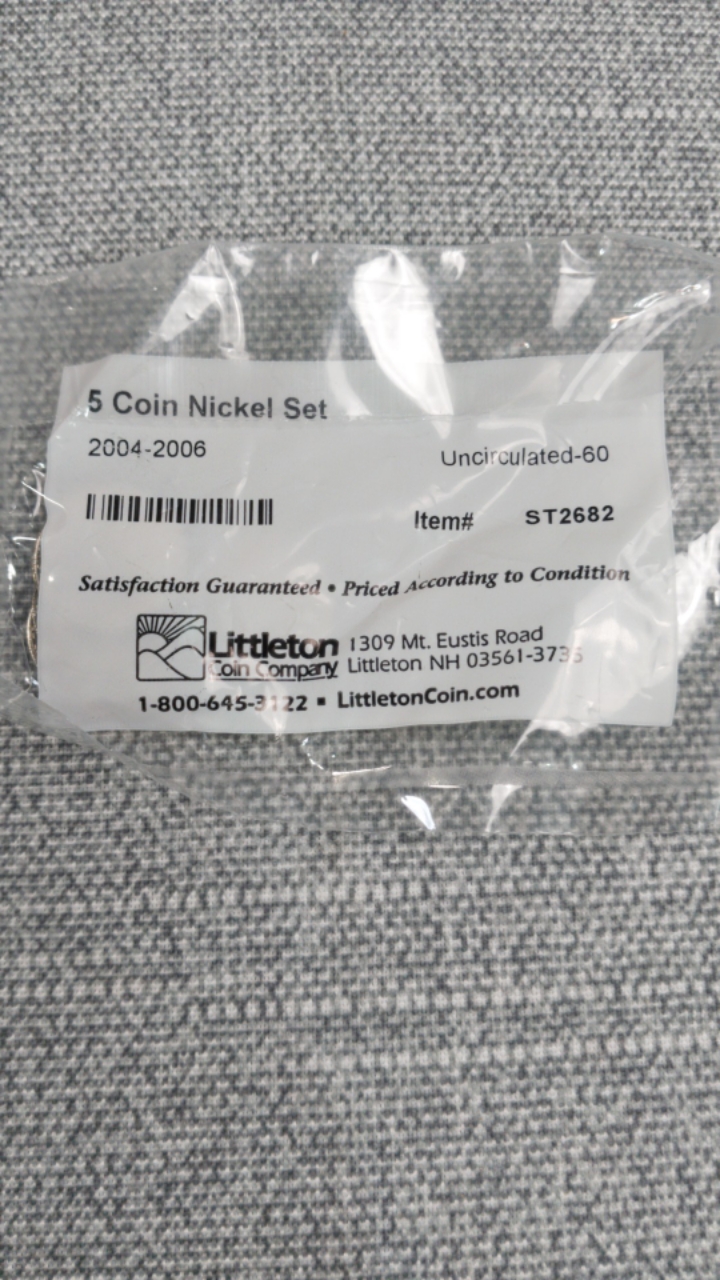 5 Coin Nickel Set
2004-2006
Uncirculated-60
Item# ST2682
Satisfaction Guaranteed • Priced According to Condition
Littleton
Coin Company
1309 Mt. Eustis Road
Littleton NH 03561-3735
1-800-645-3122 ▪ LittletonCoin.com